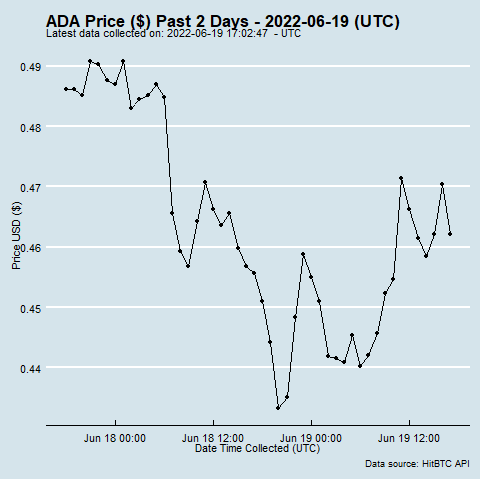 ADA Price ($) Past 2 Days - 2022-06-19 (UTC)
Latest data collected on: 2022-06-19 17:02:47 - UTC
0.49
0.48
0.47
0.46
0.45
0.44
Price USD ($)
Jun 18 00:00
Jun 18 12:00
Jun 19 00:00
Jun 19 12:00
Date Time Collected (UTC)
Data source: HitBTC API